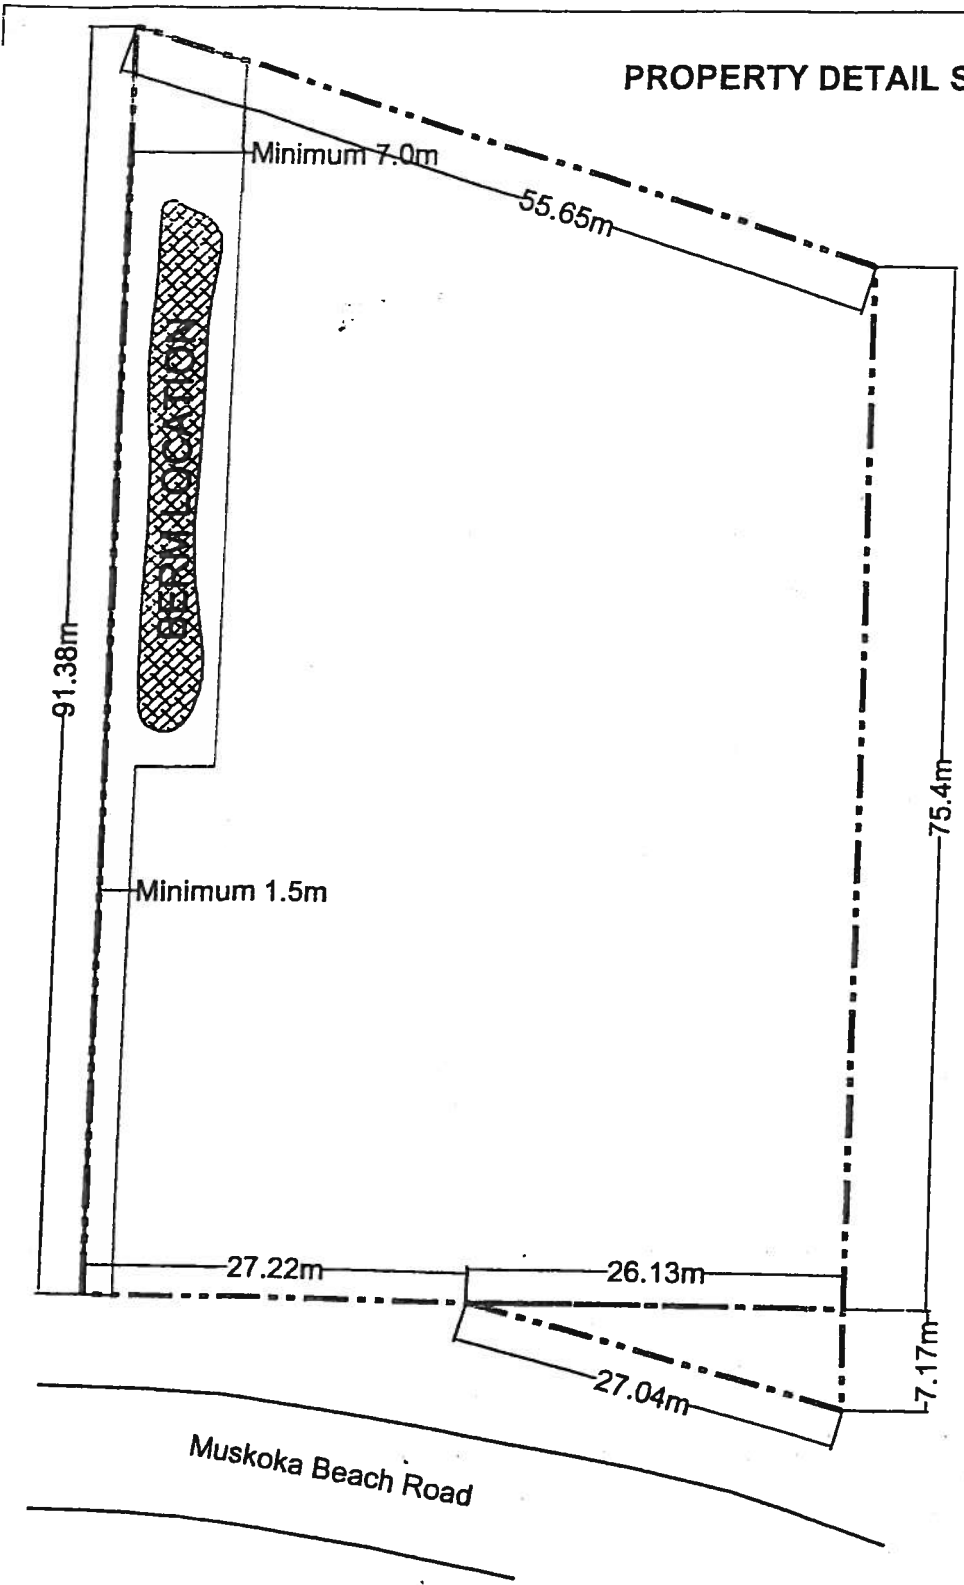 PROPERTY DETAIL S
Minimum 7.0m
55.65m
BERM LOCATION
91.38m
75.4m
Minimum 1.5m
27.22m
26.13m
7.17m
27.04m
Muskoka Beach Road